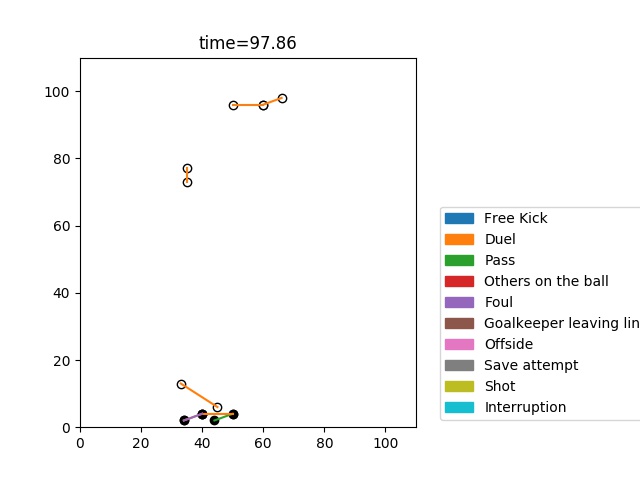 time=97.86
100
80
60
40
20
0
0 20 40 60 80 100
Free Kick
Duel
Pass
Others on the ball
Foul
Goalkeeper leaving lin
Offside
Save attempt
Shot
Interruption